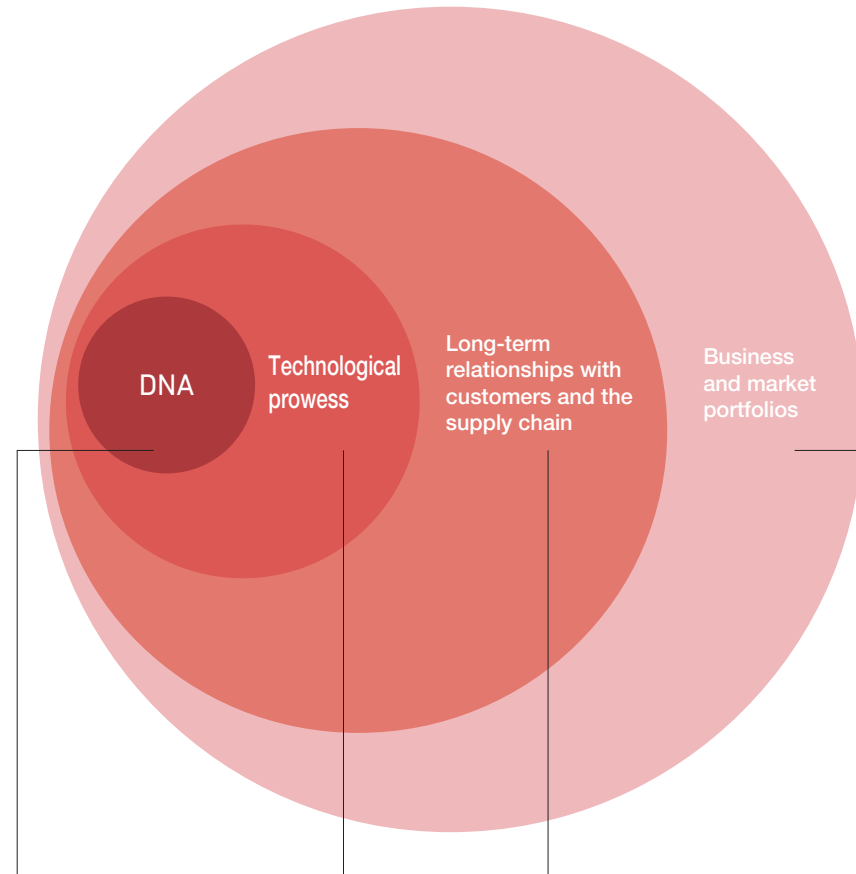 DNA
Technological
prowess
Long-term
relationships with
customers and the
supply chain
Business
and market
portfolios